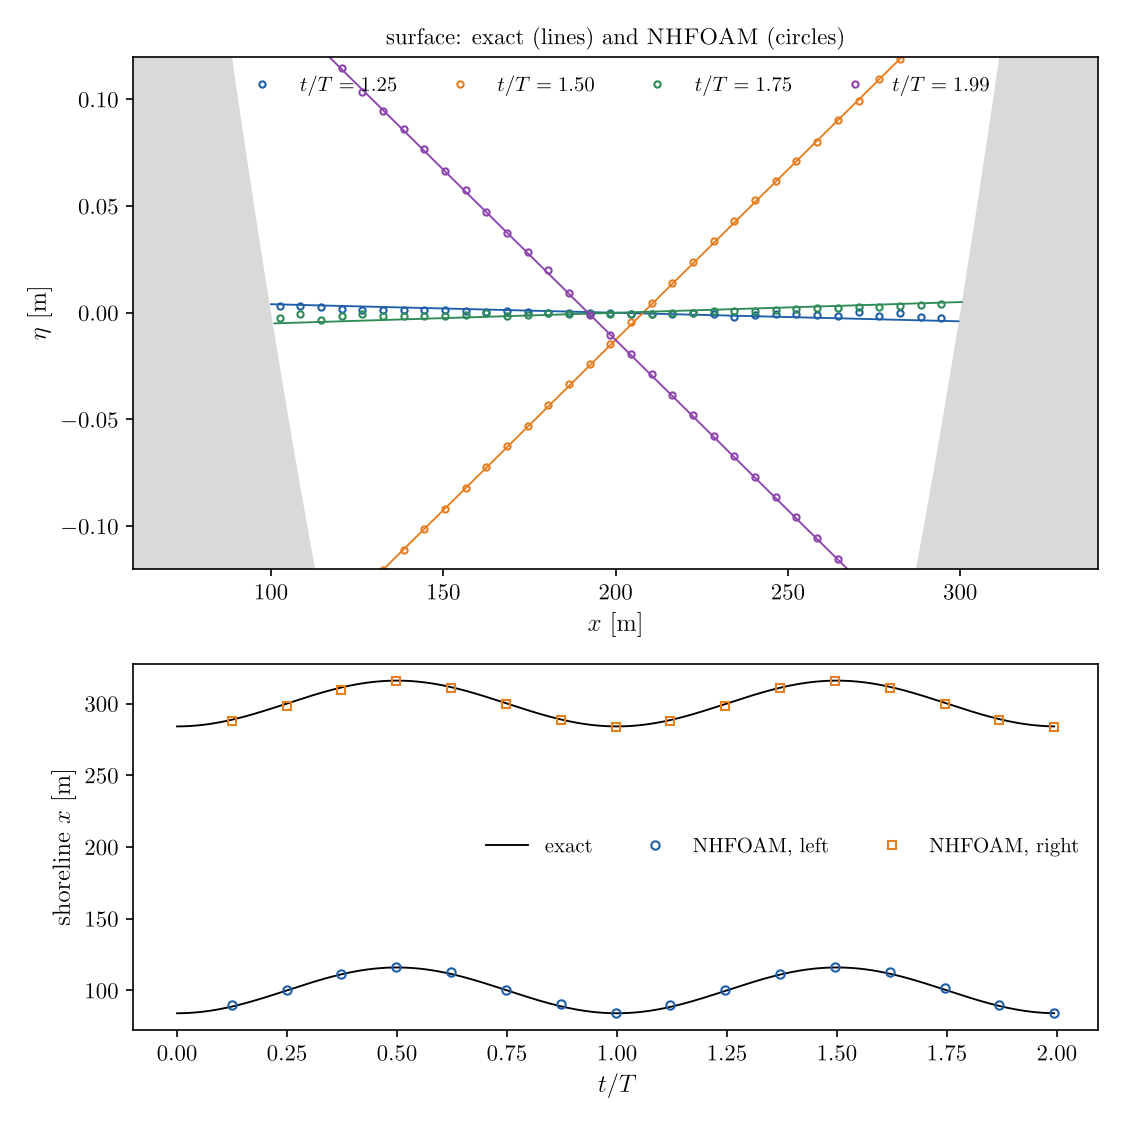 surface: exact (lines) and NHFOAM (circles)
t/T = 1.25 t/T = 1.50 t/T = 1.75 t/T = 1.99
0.10
0.05
0.00
−0.05
−0.10
η [m]
100 150 200 250 300
x [m]
300
250
200
150
100
shoreline x [m]
exact NHFOAM, left NHFOAM, right
0.00 0.25 0.50 0.75 1.00 1.25 1.50 1.75 2.00
t/T